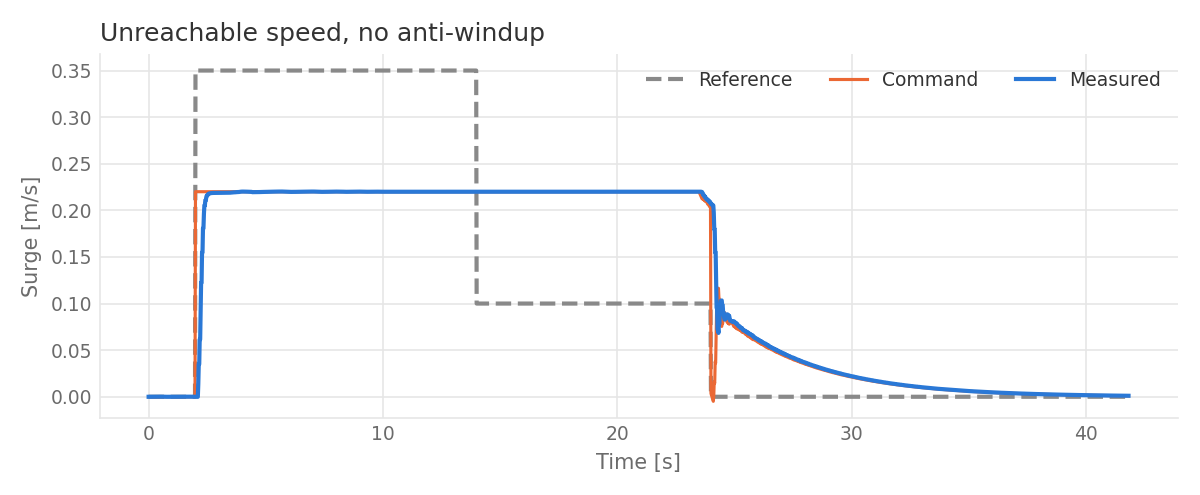 Unreachable speed, no anti-windup
Reference Command Measured
Surge [m/s]
0.35
0.30
0.25
0.20
0.15
0.10
0.05
0.00
0 10 20 30 40
Time [s]